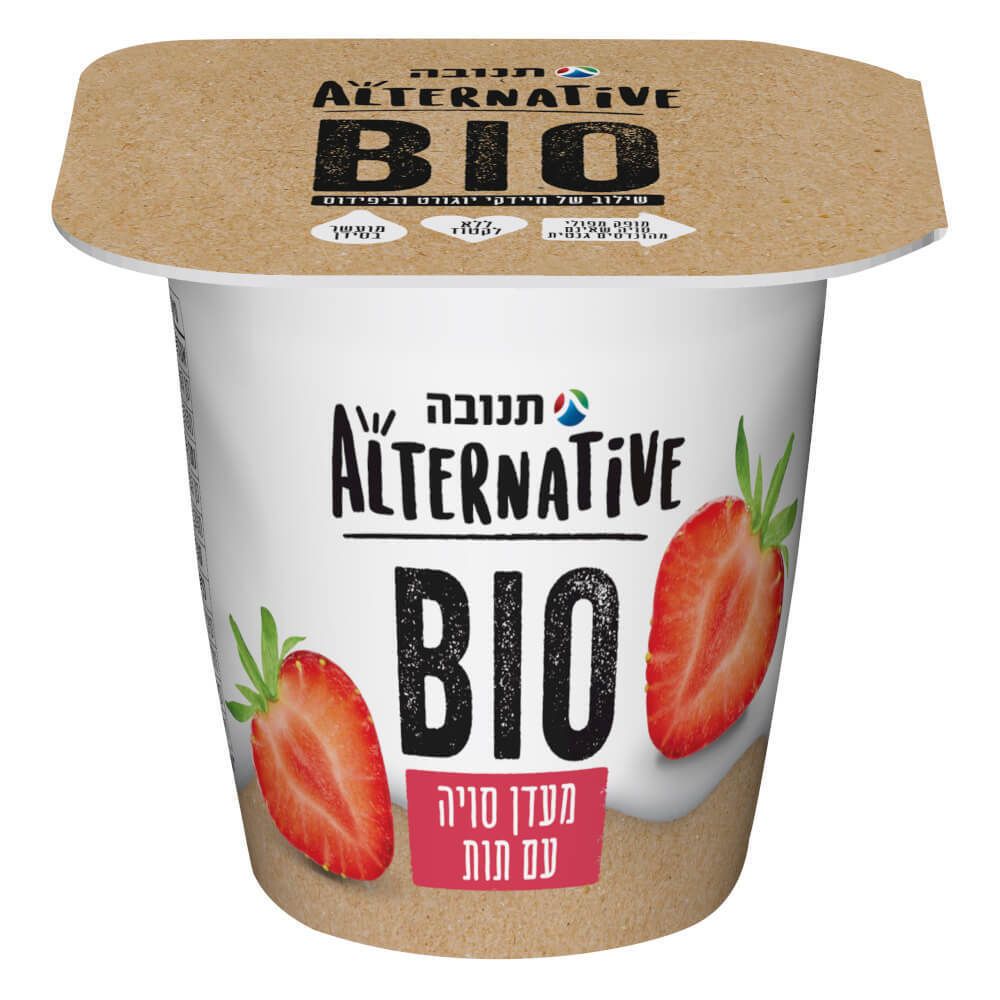 תנובה
ALTERNATIVE
BIO
שילוב של חיידקי יוגורט וביפידוס
מועשר
בסידן
ללא
לקטוז
מופק מפולי
סויה שאינם
מהונדסים גנטית
תנובה
ALTERNATIVE
BIO
מעדן סויה
עם תות